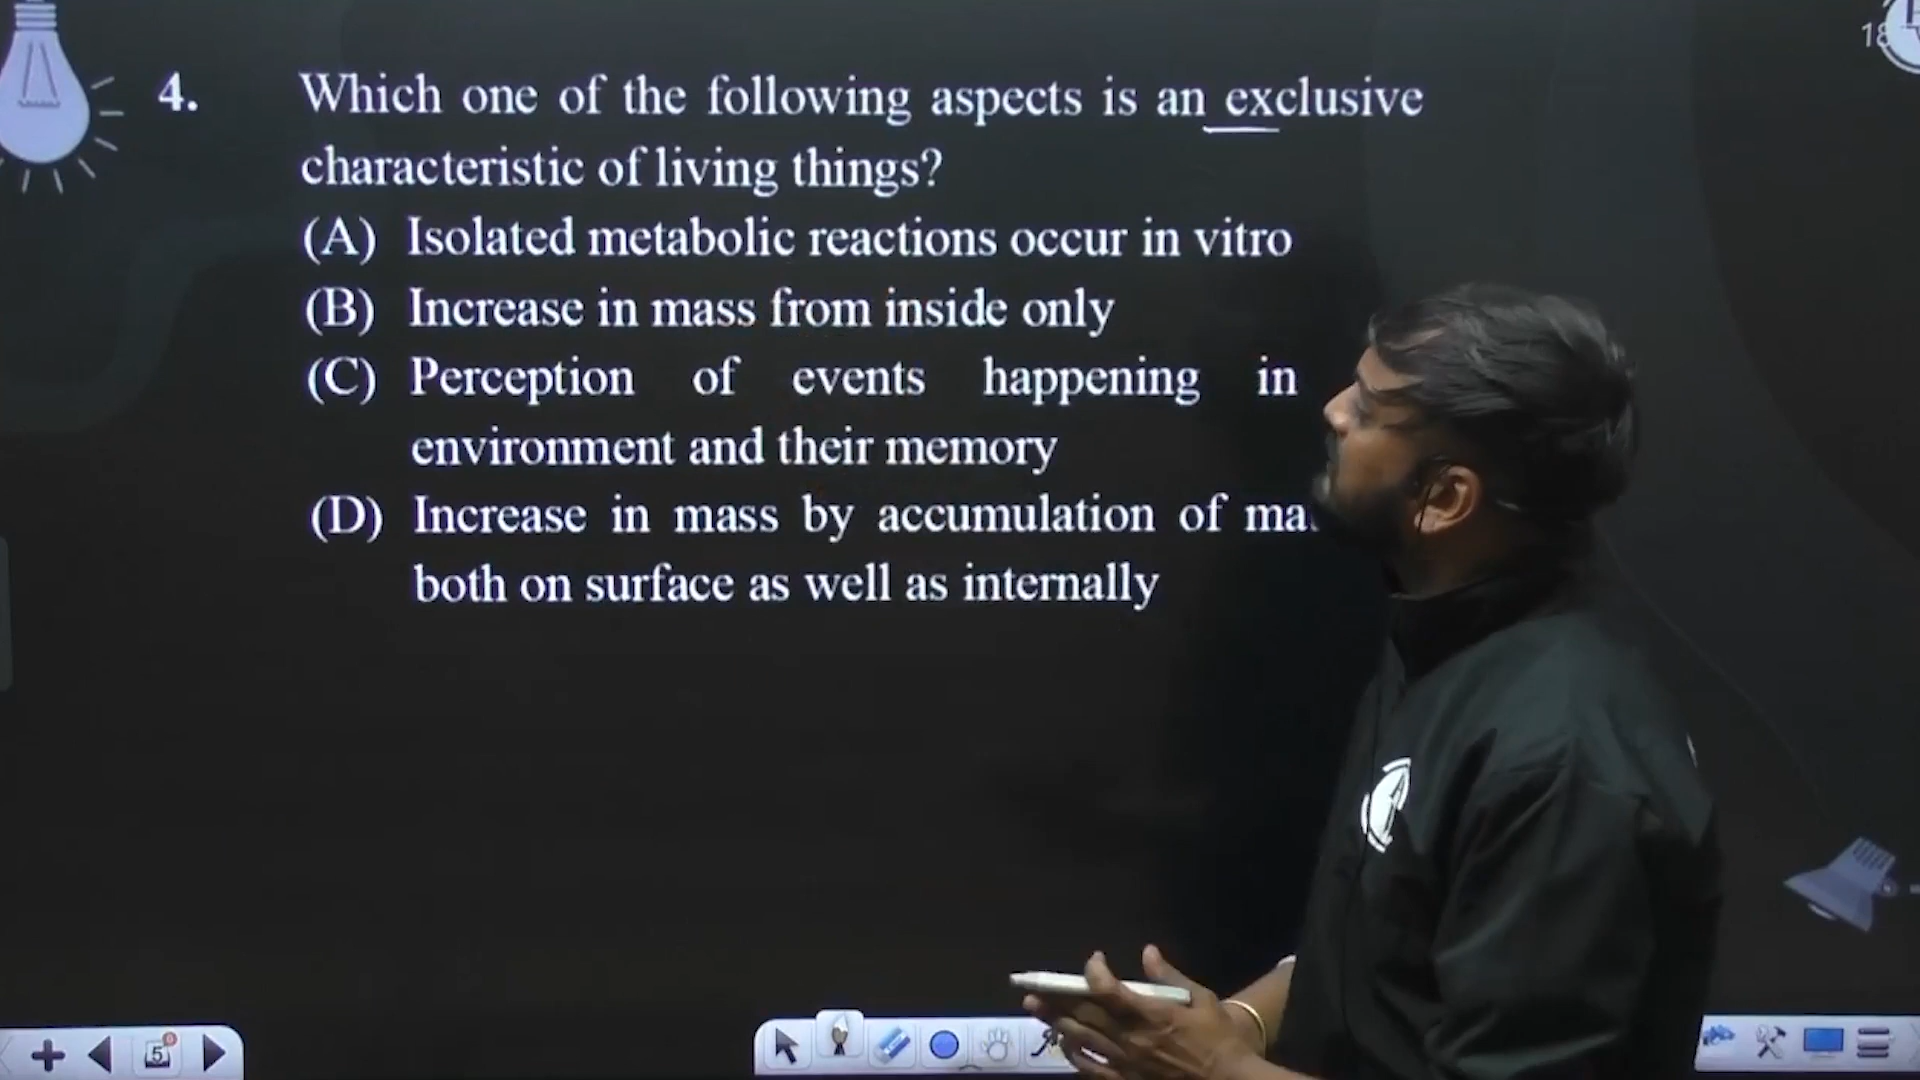 4. Which one of the following aspects is an exclusive
characteristic of living things?
(A) Isolated metabolic reactions occur in vitro
(B) Increase in mass from inside only
(C) Perception of events happening in
environment and their memory
(D) Increase in mass by accumulation of
both on surface as well as internally
5